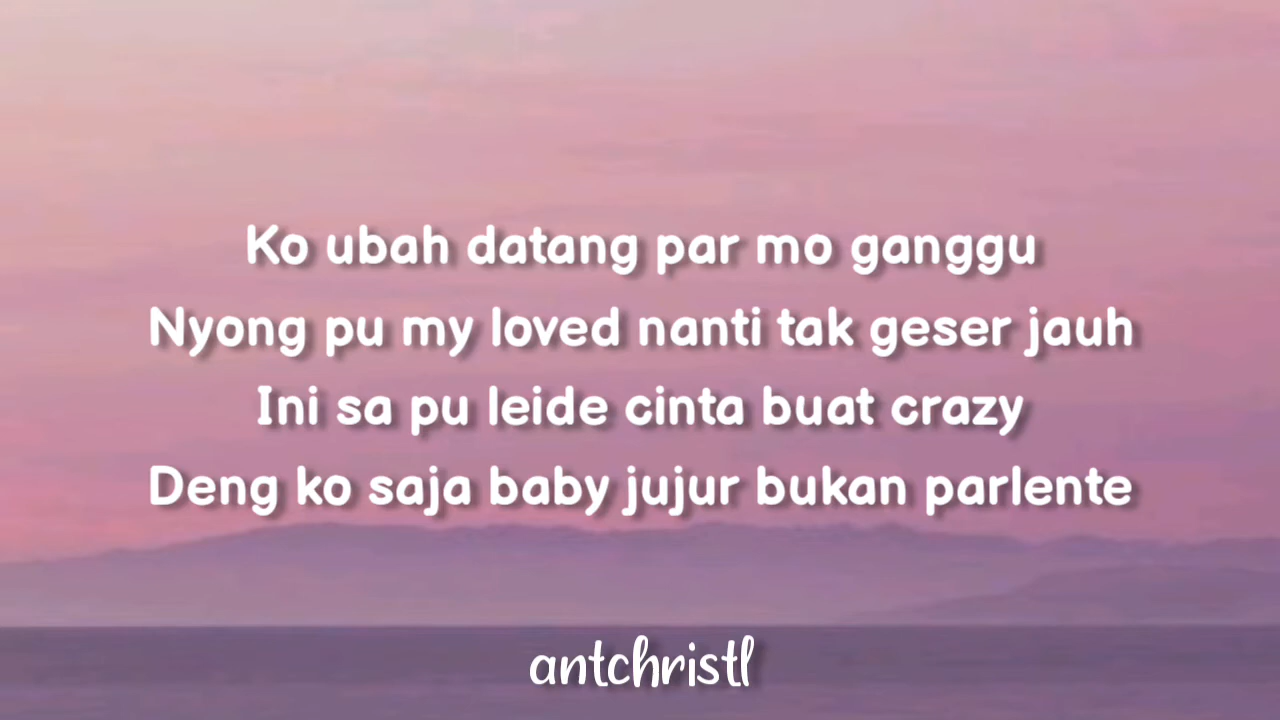 Ko ubah datang par mo ganggu
Nyong pu my loved nanti tak geser jauh
Ini sa pu leide cinta buat crazy
Deng ko saja baby jujur bukan parlente
antchristl